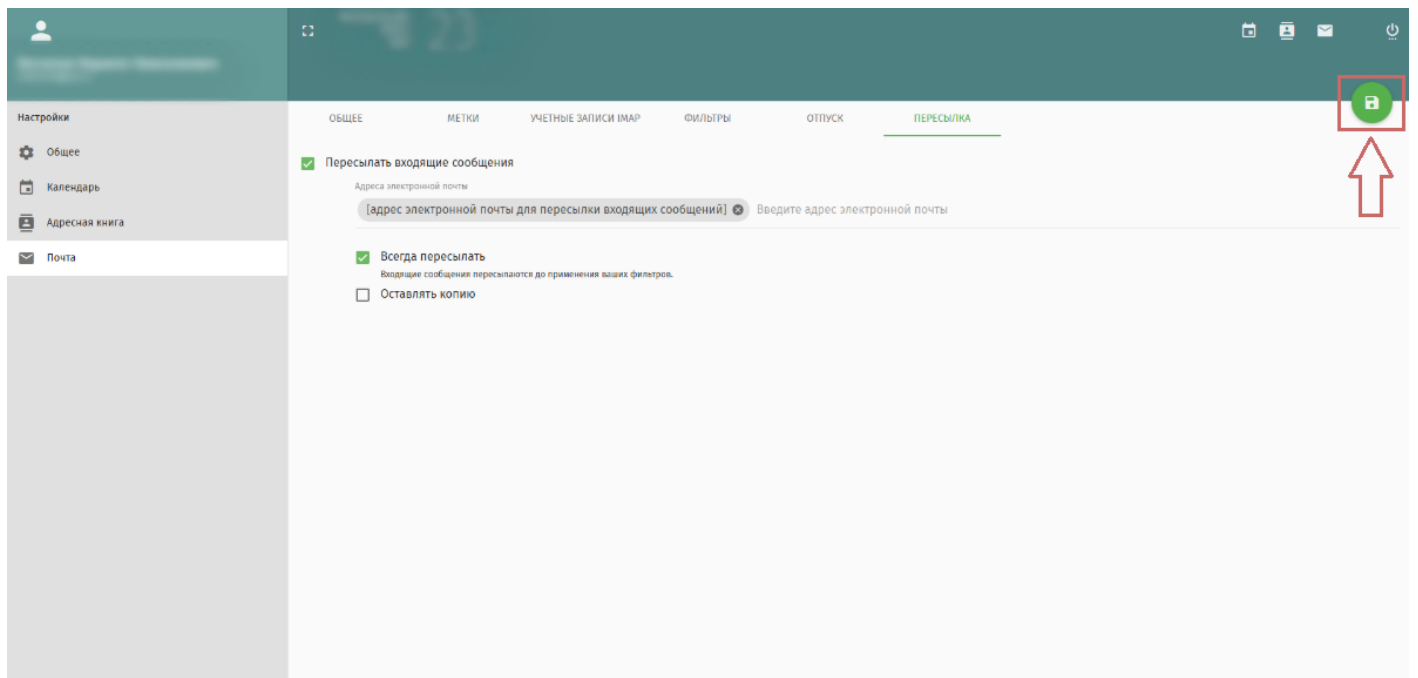 23
Настройки
Общее
Календарь
Адресная книга
Почта
ОБЩЕЕ МЕТКИ УЧЕТНЫЕ ЗАПИСИ IMAP ФИЛЬТРЫ ОТПУСК ПЕРЕСЫЛКА
Пересылать входящие сообщения
Адреса электронной почты
[адрес электронной почты для пересылки входящих сообщений] Введите адрес электронной почты
Всегда пересылать
Входящие сообщения пересылаются до применения ваших фильтров.
Оставлять копию